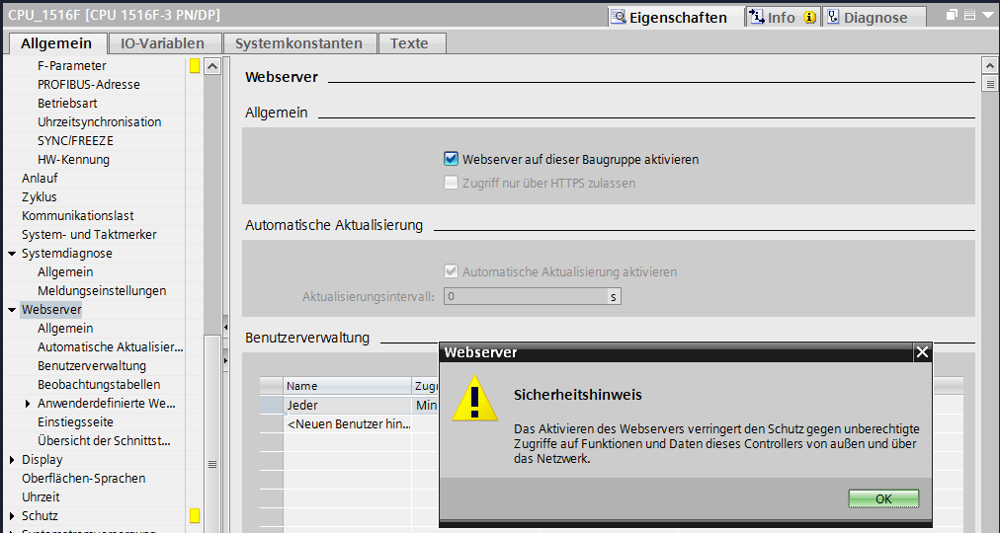 CPU_1516F [CPU 1516F-3 PN/DP]
Eigenschaften
Info
Diagnose
Allgemein
IO-Variablen
Systemkonstanten
Texte
F-Parameter
PROFIBUS-Adresse
Betriebsart
Uhrzeitsynchronisation
SYNC/FREEZE
HW-Kennung
Anlauf
Zyklus
Kommunikationslast
System- und Taktmerker
Systemdiagnose
Allgemein
Meldungseinstellungen
Webserver
Allgemein
Automatische Aktualisier...
Benutzerverwaltung
Beobachtungstabellen
Anwenderdefinierte We...
Einstiegsseite
Übersicht der Schnittst...
Display
Oberflächen-Sprachen
Uhrzeit
Schutz
Webserver
Allgemein
Webserver auf dieser Baugruppe aktivieren
Zugriff nur über HTTPS zulassen
Automatische Aktualisierung
Automatische Aktualisierung aktivieren
Aktualisierungsintervall:
0
s
Benutzerverwaltung
Name
Zugr
Jeder
Min
<Neuen Benutzer hin...
Webserver
Sicherheitshinweis
Das Aktivieren des Webservers verringert den Schutz gegen unberechtigte
Zugriffe auf Funktionen und Daten dieses Controllers von außen und über
das Netzwerk.
OK